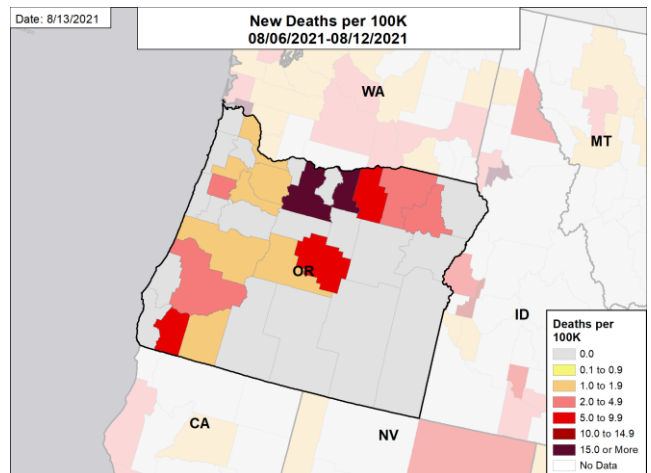 Date: 8/13/2021
New Deaths per 100K
08/06/2021-08/12/2021
WA
MT
OR
ID
CA
NV
Deaths per
100K
0.0
0.1 to 0.9
1.0 to 1.9
2.0 to 4.9
5.0 to 9.9
10.0 to 14.9
15.0 or More
No Data